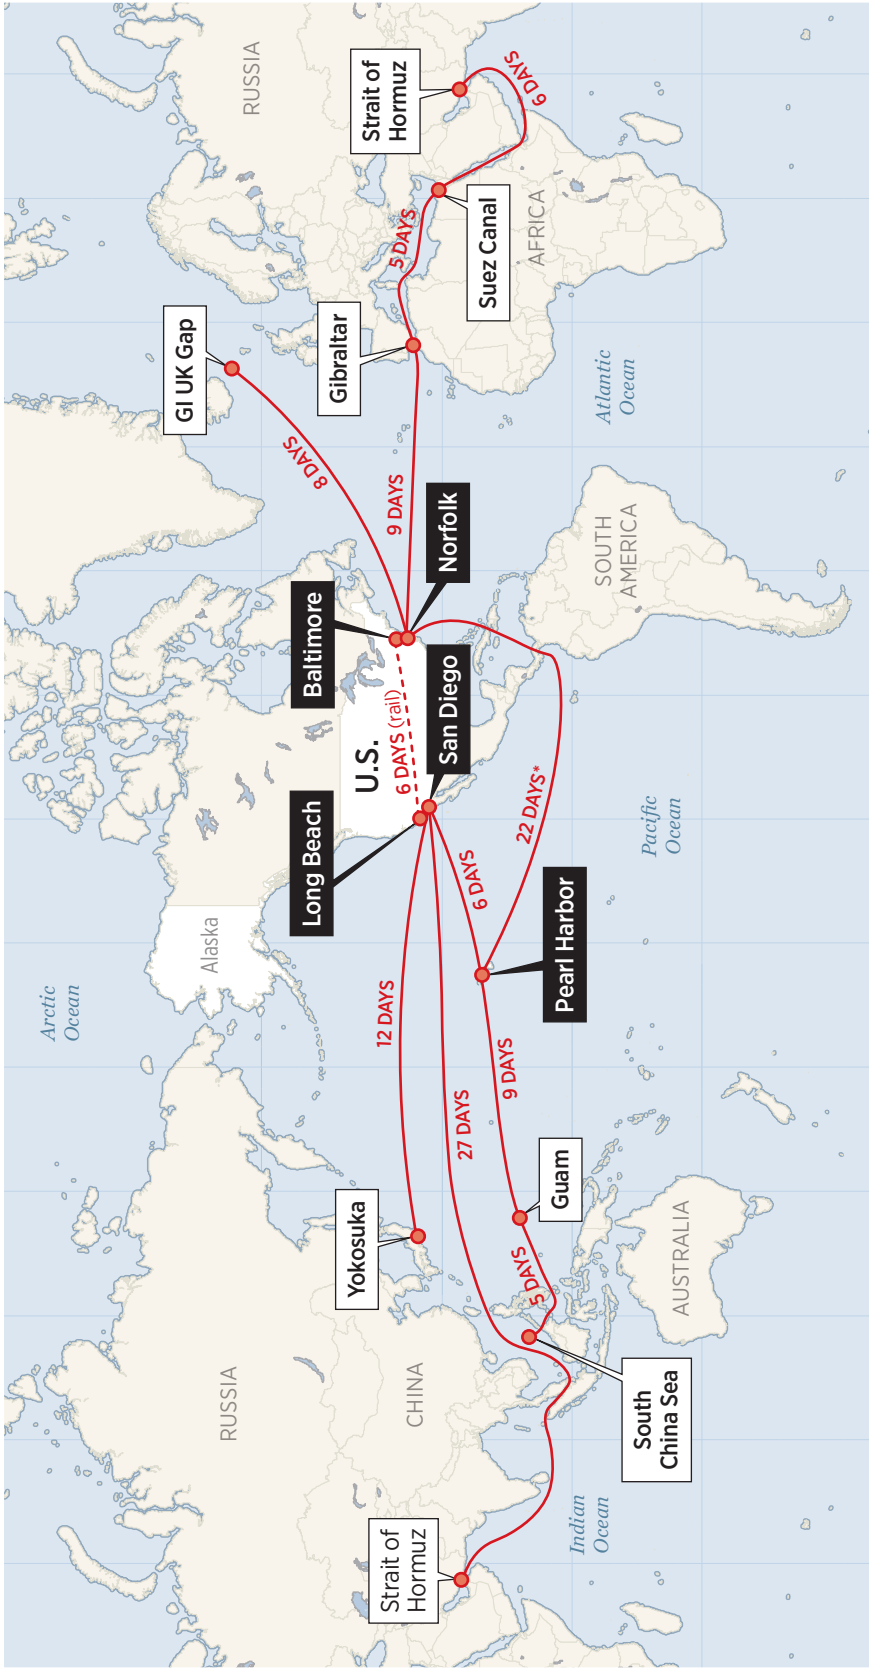 Arctic
Ocean
RUSSIA
RUSSIA
Alaska
GI UK Gap
8 DAYS
Strait of
Hormuz
6 DAYS
Strait of
Hormuz
CHINA
Yokosuka
12 DAYS
Long Beach
U.S.
6 DAYS (rail)
Baltimore
9 DAYS
Gibraltar
5 DAYS
Suez Canal
AFRICA
27 DAYS
San Diego
Norfolk
6 DAYS
22 DAYS*
Pearl Harbor
9 DAYS
Guam
5 DAYS
South
China Sea
Indian
Ocean
AUSTRALIA
Pacific
Ocean
SOUTH
AMERICA
Atlantic
Ocean